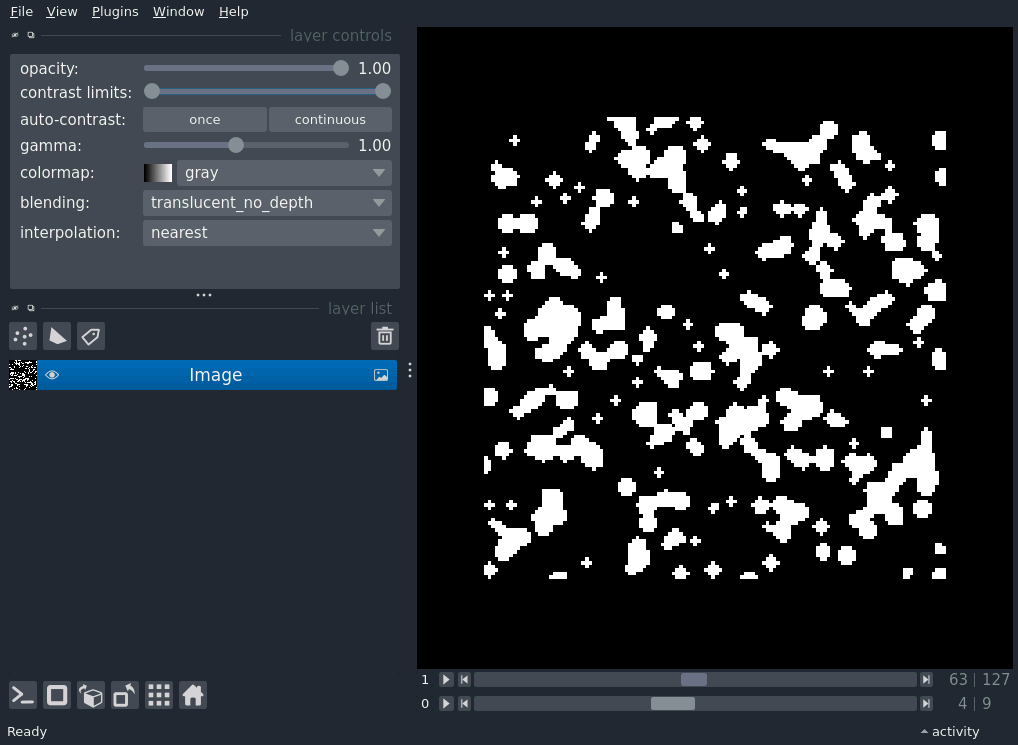 File View Plugins Window Help
layer controls
opacity: 1.00
contrast limits:
auto-contrast: once continuous
gamma: 1.00
colormap: gray
blending: translucent_no_depth
interpolation: nearest
layer list
Image
1 63 | 127
0 4 | 9
Ready activity